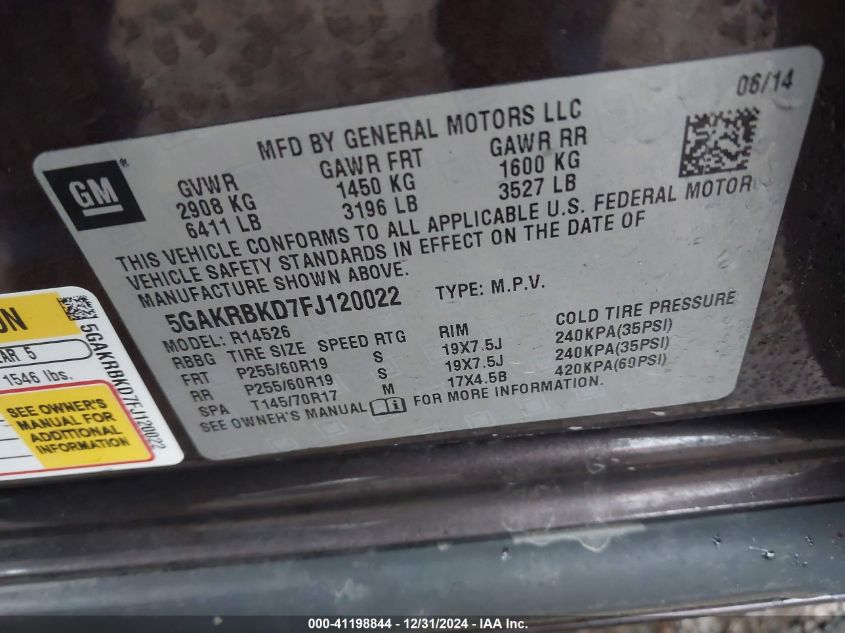 06/14
MFD BY GENERAL MOTORS LLC
GM®
GVWR GAWR FRT GAWR RR
2908 KG 1450 KG 1600 KG
6411 LB 3196 LB 3527 LB
THIS VEHICLE CONFORMS TO ALL APPLICABLE U.S. FEDERAL MOTOR
VEHICLE SAFETY STANDARDS IN EFFECT ON THE DATE OF
MANUFACTURE SHOWN ABOVE.
5GAKRBKD7FJ120022 TYPE: M.P.V.
MODEL: R14526
RBBG TIRE SIZE SPEED RTG RIM COLD TIRE PRESSURE
FRT P255/60R19 S 19X7.5J 240KPA(35PSI)
RR P255/60R19 S 19X7.5J 240KPA(35PSI)
SPA T145/70R17 M 17X4.5B 420KPA(60PSI)
SEE OWNER'S MANUAL FOR MORE INFORMATION.
ON
AR 5
1546 lbs.
SEE OWNER'S
MANUAL FOR
ADDITIONAL
INFORMATION
5GAKRBKD7FJ120022
000-41198844 - 12/31/2024 - IAA Inc.